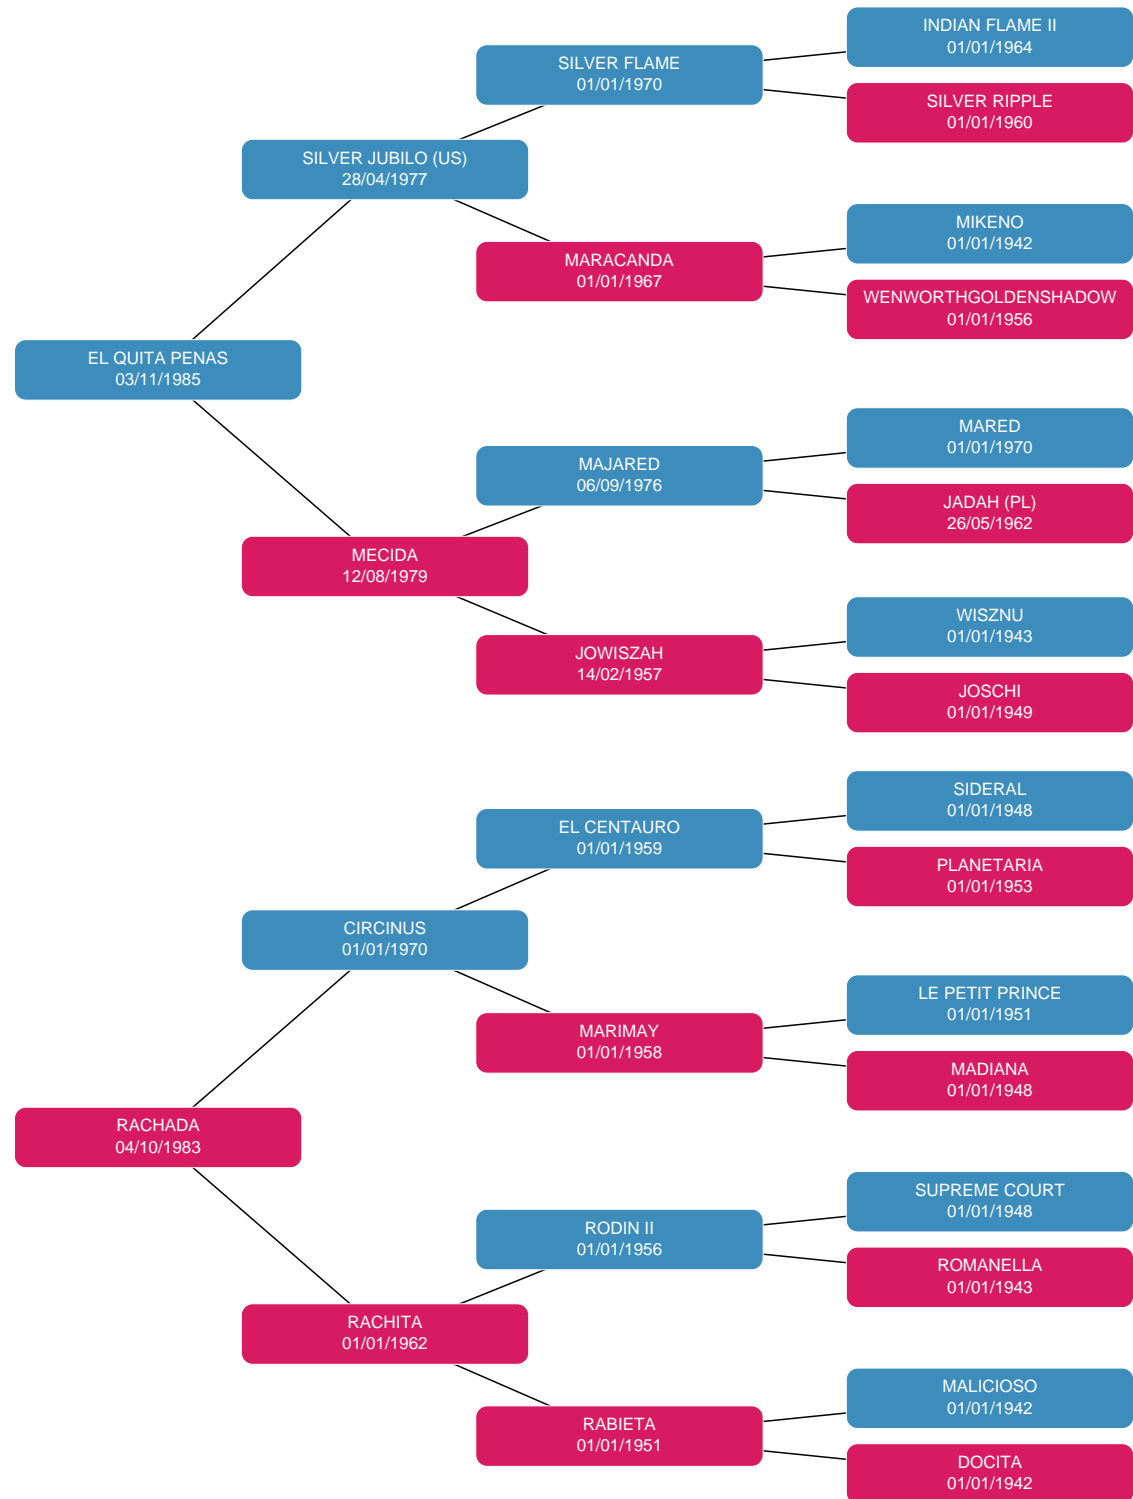 INDIAN FLAME II
01/01/1964
SILVER FLAME
01/01/1970
SILVER RIPPLE
01/01/1960
SILVER JUBILO (US)
28/04/1977
MIKENO
01/01/1942
MARACANDA
01/01/1967
WENWORTHGOLDENSHADOW
01/01/1956
EL QUITA PENAS
03/11/1985
MARED
01/01/1970
MAJARED
06/09/1976
JADAH (PL)
26/05/1962
MECIDA
12/08/1979
WISZNU
01/01/1943
JOWISZAH
14/02/1957
JOSCHI
01/01/1949
SIDERAL
01/01/1948
EL CENTAURO
01/01/1959
PLANETARIA
01/01/1953
CIRCINUS
01/01/1970
LE PETIT PRINCE
01/01/1951
MARIMAY
01/01/1958
MADIANA
01/01/1948
RACHADA
04/10/1983
SUPREME COURT
01/01/1948
RODIN II
01/01/1956
ROMANELLA
01/01/1943
RACHITA
01/01/1962
MALICIOSO
01/01/1942
RABIETA
01/01/1951
DOCITA
01/01/1942